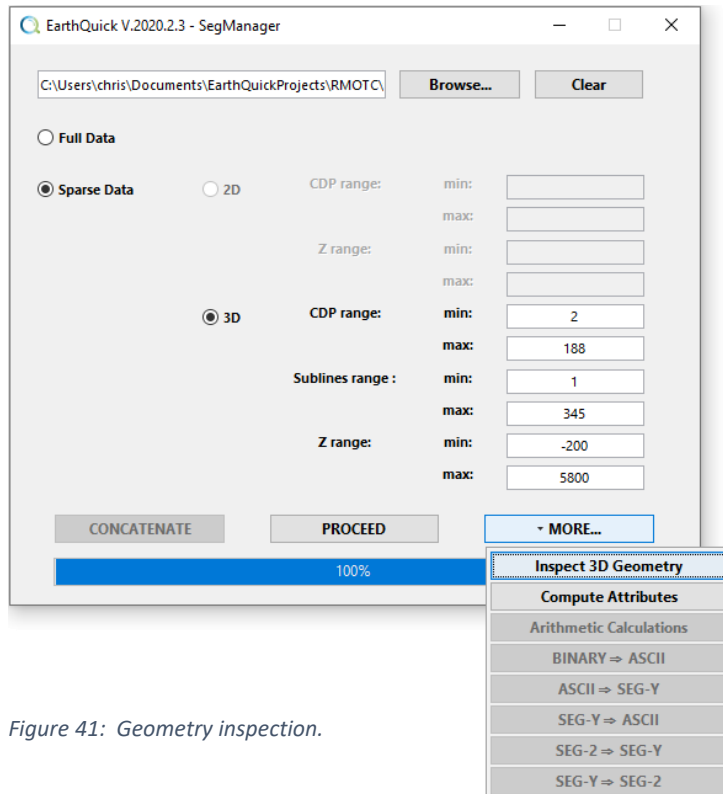 EarthQuick V.2020.2.3 - SegManager
C:\Users\chris\Documents\EarthQuickProjects\RMOTC\ Browse... Clear
Full Data
Sparse Data 2D CDP range: min:
max:
Z range: min:
max:
3D CDP range: min: 2
max: 188
Sublines range : min: 1
max: 345
Z range: min: -200
max: 5800
CONCATENATE PROCEED MORE...
100%
Inspect 3D Geometry
Compute Attributes
Arithmetic Calculations
BINARY ⇒ ASCII
ASCII ⇒ SEG-Y
SEG-Y ⇒ ASCII
SEG-2 ⇒ SEG-Y
SEG-Y ⇒ SEG-2
Figure 41: Geometry inspection.